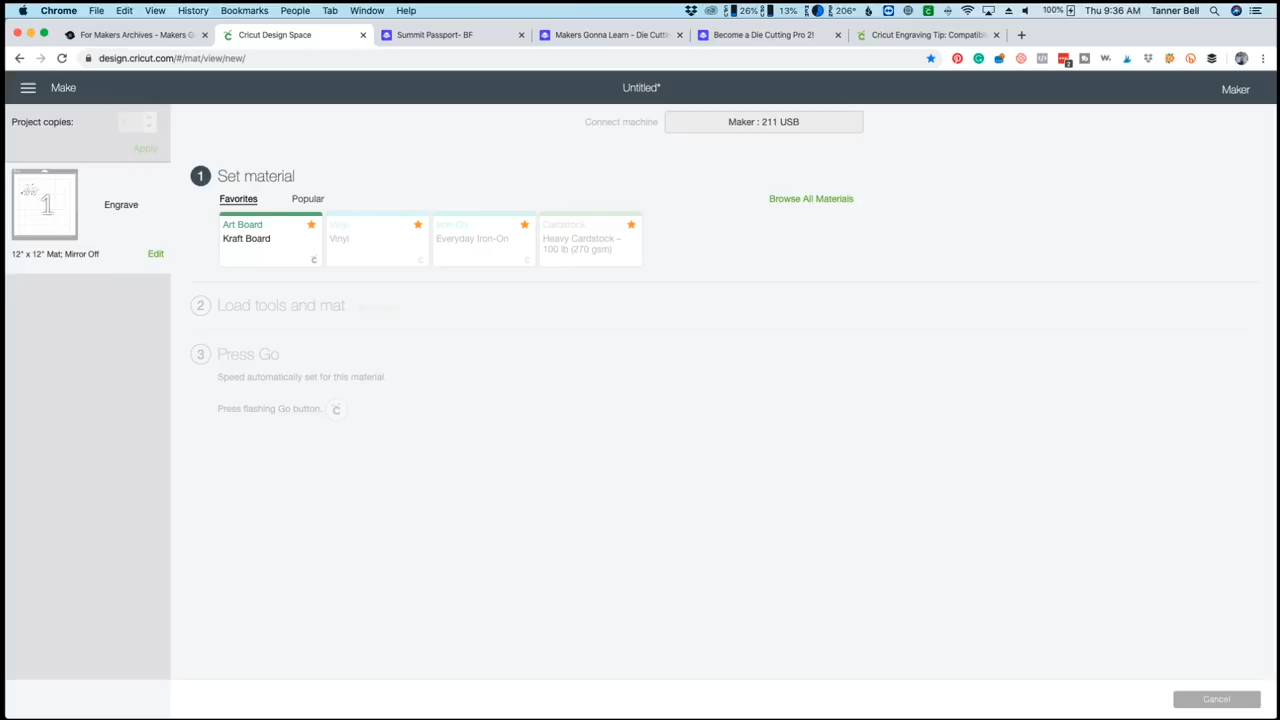 Chrome File Edit View History Bookmarks People Tab Window Help 26% 13% 206° 100% Thu 9:36 AM Tanner Bell
For Makers Archives - Makers G Cricut Design Space Summit Passport- BF Makers Gonna Learn - Die Cuttin Become a Die Cutting Pro 2! Cricut Engraving Tip: Compatibl
design.cricut.com/#/mat/view/new/
Make Untitled* Maker
Project copies:
Apply
Connect machine Maker : 211 USB
1 Engrave
12" x 12" Mat; Mirror Off Edit
1 Set material
Favorites Popular Browse All Materials
Art Board Vinyl Iron-On Cardstock
Kraft Board Vinyl Everyday Iron-On Heavy Cardstock –
100 lb (270 gsm)
2 Load tools and mat
3 Press Go
Speed automatically set for this material.
Press flashing Go button.
Cancel